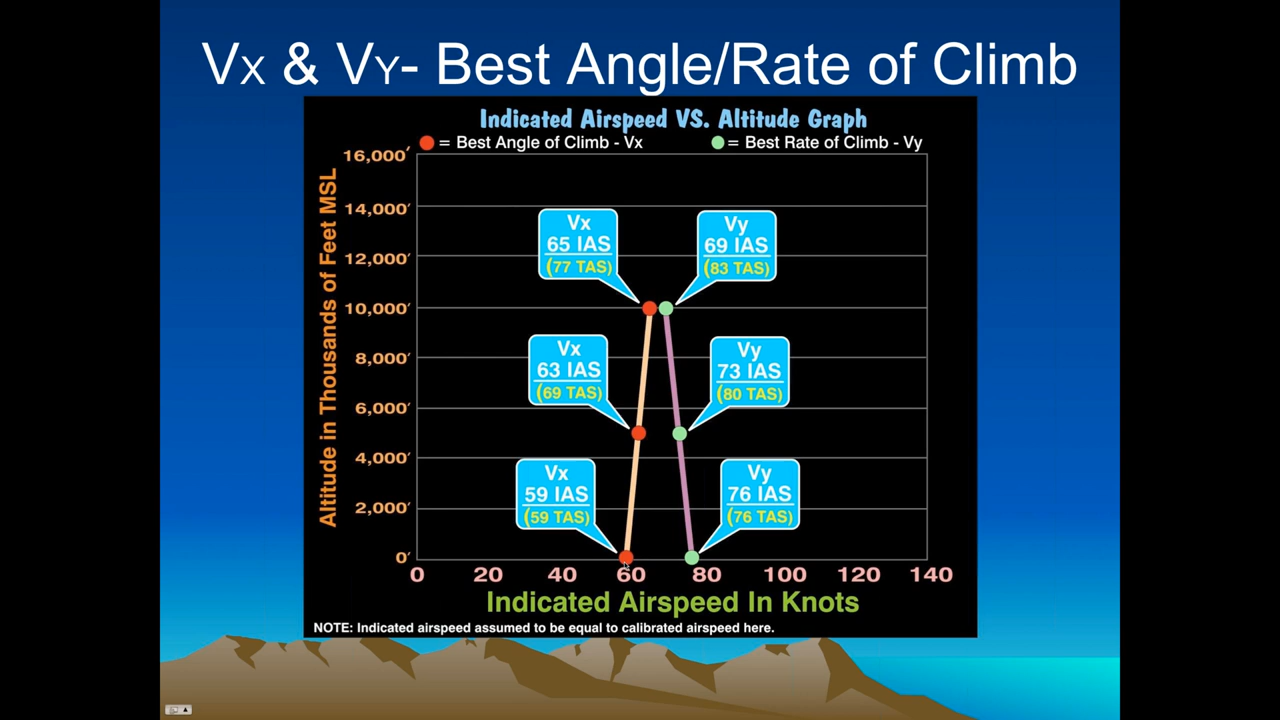 Vx & Vy- Best Angle/Rate of Climb
Indicated Airspeed VS. Altitude Graph
= Best Angle of Climb - Vx
= Best Rate of Climb - Vy
Altitude in Thousands of Feet MSL
16,000′
14,000′
12,000′
10,000′
8,000′
6,000′
4,000′
2,000′
0′
Vx
65 IAS
(77 TAS)
Vy
69 IAS
(83 TAS)
Vx
63 IAS
(69 TAS)
Vy
73 IAS
(80 TAS)
Vx
59 IAS
(59 TAS)
Vy
76 IAS
(76 TAS)
0 20 40 60 80 100 120 140
Indicated Airspeed In Knots
NOTE: Indicated airspeed assumed to be equal to calibrated airspeed here.